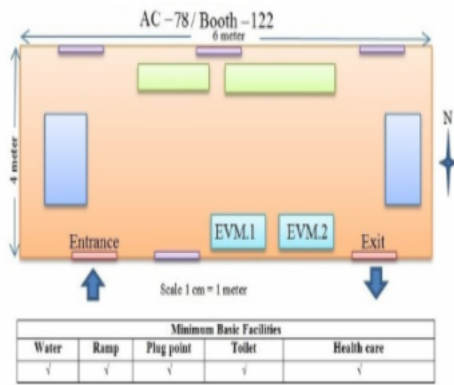 AC –78/ Booth –122
6 meter
4 meter
N
EVM.1 EVM.2
Entrance Exit
Scale 1 cm = 1 meter
Minimum Basic Facilities
Water Ramp Plug point Toilet Health care
√ √ √ √ √